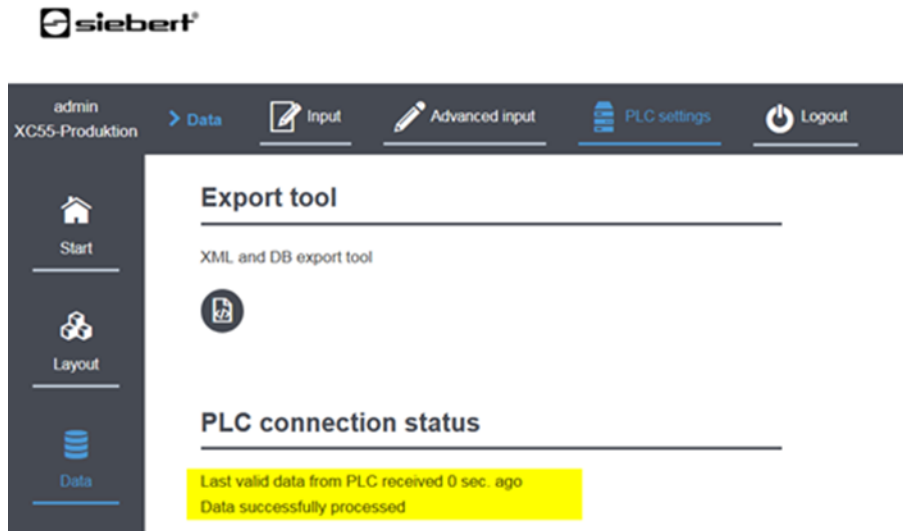 siebert
admin
XC55-Produktion
Data
Input
Advanced input
PLC settings
Logout
Start
Layout
Data
Export tool
XML and DB export tool
PLC connection status
Last valid data from PLC received 0 sec. ago
Data successfully processed